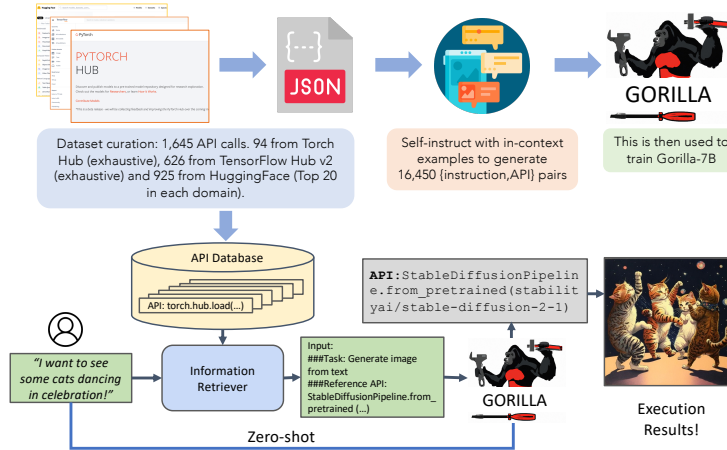 PyTorch
PYTORCH
HUB
{...}
JSON
GORILLA
Dataset curation: 1,645 API calls. 94 from Torch
Hub (exhaustive), 626 from TensorFlow Hub v2
(exhaustive) and 925 from HuggingFace (Top 20
in each domain).
Self-instruct with in-context
examples to generate
16,450 {instruction,API} pairs
This is then used to
train Gorilla-7B
API Database
API: torch.hub.load(...)
API:StableDiffusionPipelin
e.from_pretrained(stabilit
yai/stable-diffusion-2-1)
"I want to see
some cats dancing
in celebration!"
Information
Retriever
Input:
###Task: Generate image
from text
###Reference API:
StableDiffusionPipeline.from_
pretrained (...)
GORILLA
Execution
Results!
Zero-shot